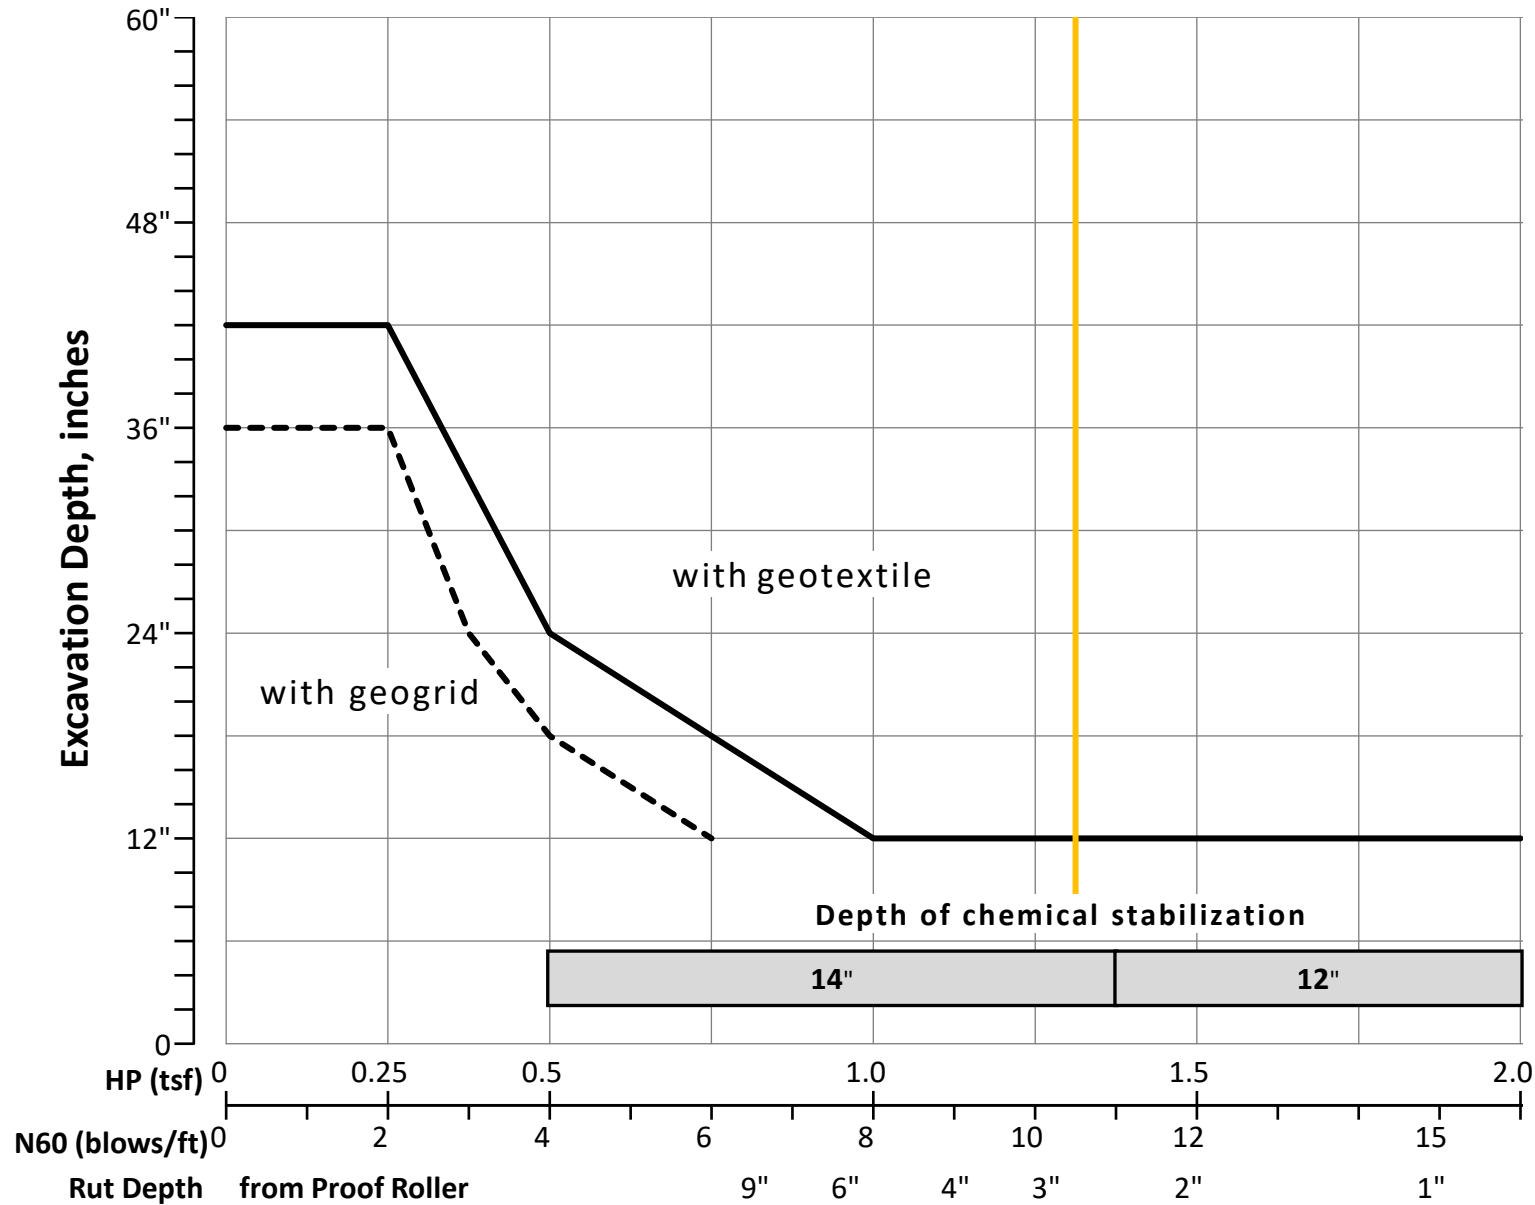 60"
48"
36"
24"
12"
0
Excavation Depth, inches
with geotextile
with geogrid
Depth of chemical stabilization
14" 12"
HP (tsf) 0 0.25 0.5 1.0 1.5 2.0
N60 (blows/ft) 0 2 4 6 8 10 12 15
Rut Depth from Proof Roller 9" 6" 4" 3" 2" 1"